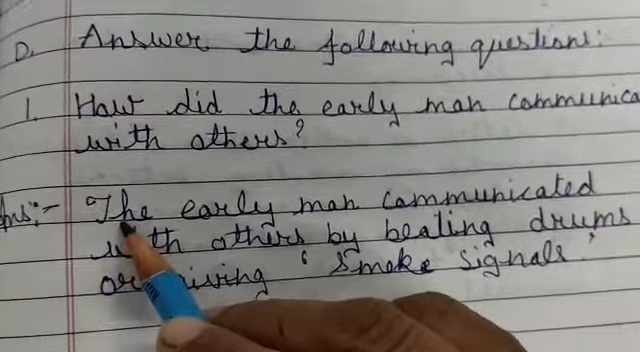 D. Answer the following questions:
1. How did the early man communica
with others?
Ans:- The early man communicated
with others by beating drums
or giving 'Smoke signals'